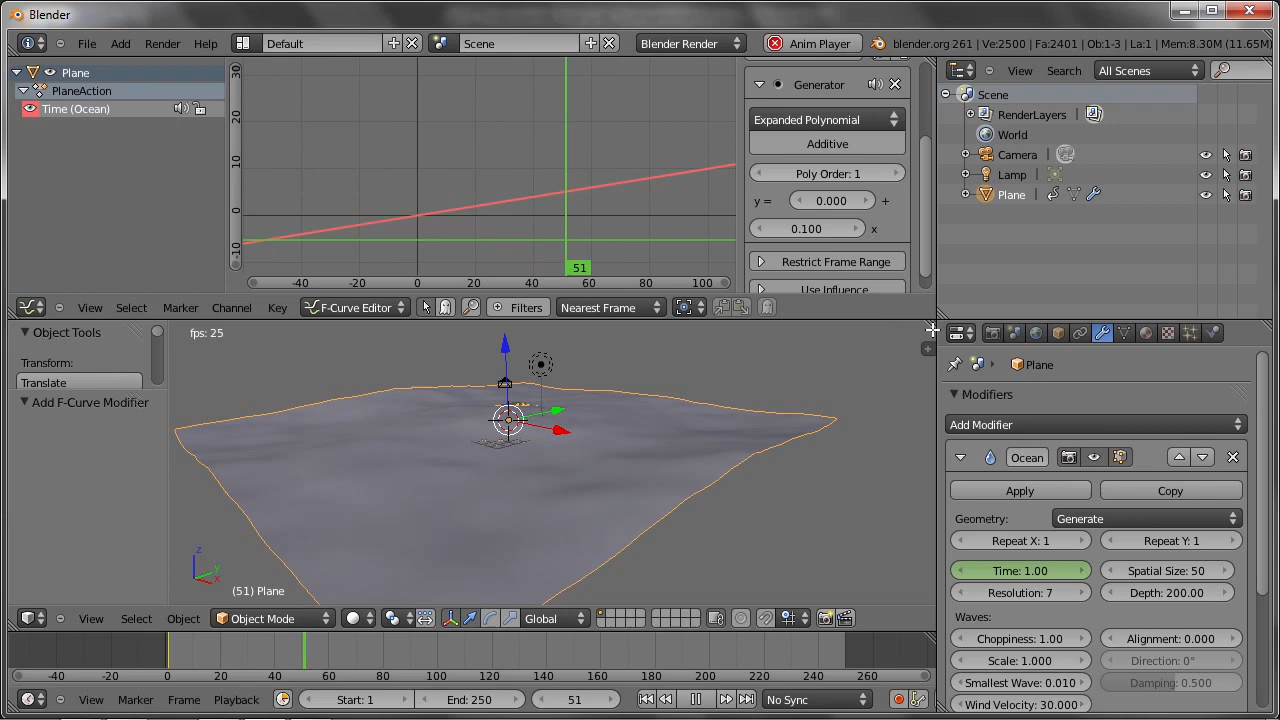 Blender
File Add Render Help Default Scene Blender Render Anim Player blender.org 261 | Ve:2500 | Fa:2401 | Ob:1-3 | La:1 | Mem:8.30M (11.65M)
Plane
PlaneAction
Time (Ocean)
30
20
10
0
-10
-40 -20 0 20 40 60 80 100
51
Generator
Expanded Polynomial
Additive
Poly Order: 1
y = 0.000 +
0.100 x
Restrict Frame Range
Use Influence
View Select Marker Channel Key F-Curve Editor Filters Nearest Frame
View Search All Scenes
Scene
RenderLayers
World
Camera
Lamp
Plane
Object Tools
Transform:
Translate
Add F-Curve Modifier
fps: 25
z
y
x
(51) Plane
View Select Object Object Mode Global
-40 -20 0 20 40 60 80 100 120 140 160 180 200 220 240 260
View Marker Frame Playback Start: 1 End: 250 51 No Sync
Plane
Modifiers
Add Modifier
Ocean
Apply Copy
Geometry: Generate
Repeat X: 1 Repeat Y: 1
Time: 1.00 Spatial Size: 50
Resolution: 7 Depth: 200.00
Waves:
Choppiness: 1.00 Alignment: 0.000
Scale: 1.000 Direction: 0°
Smallest Wave: 0.010 Damping: 0.500
Wind Velocity: 30.000